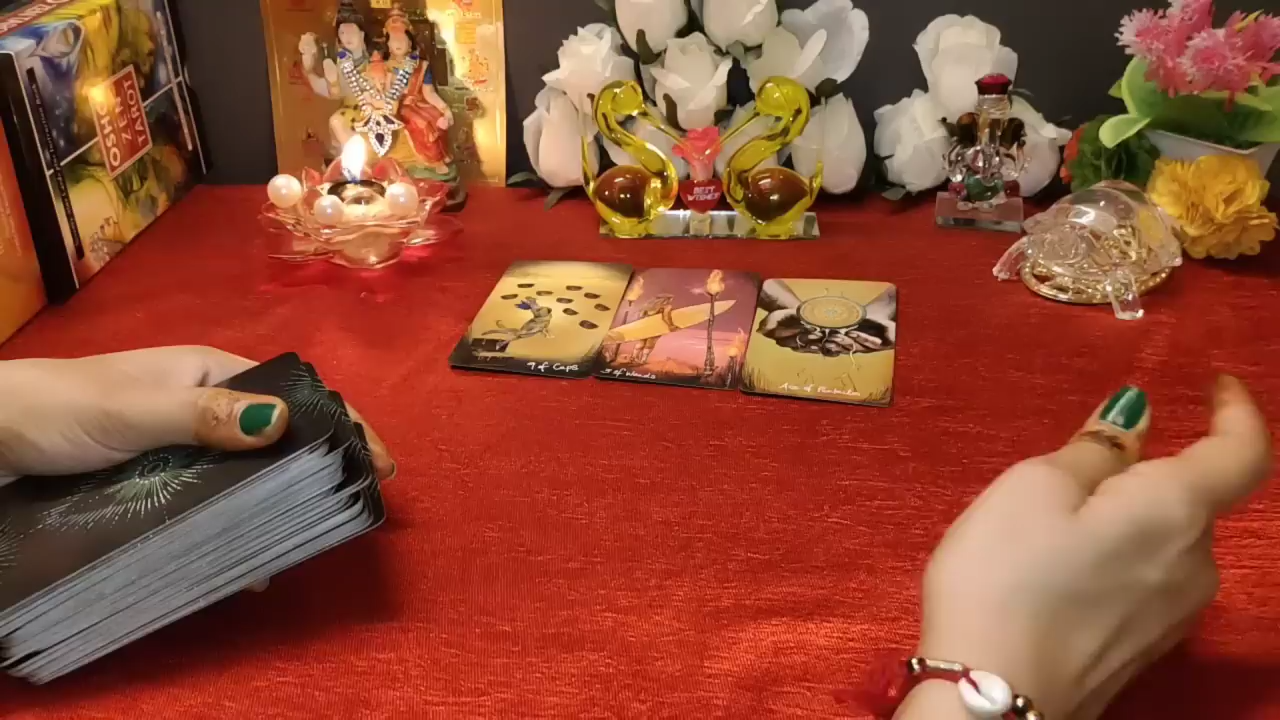 OSHO
ZEN
TAROT
BEST
WISHES
9 of Cups
3 of Wands
Ace of Pentacles